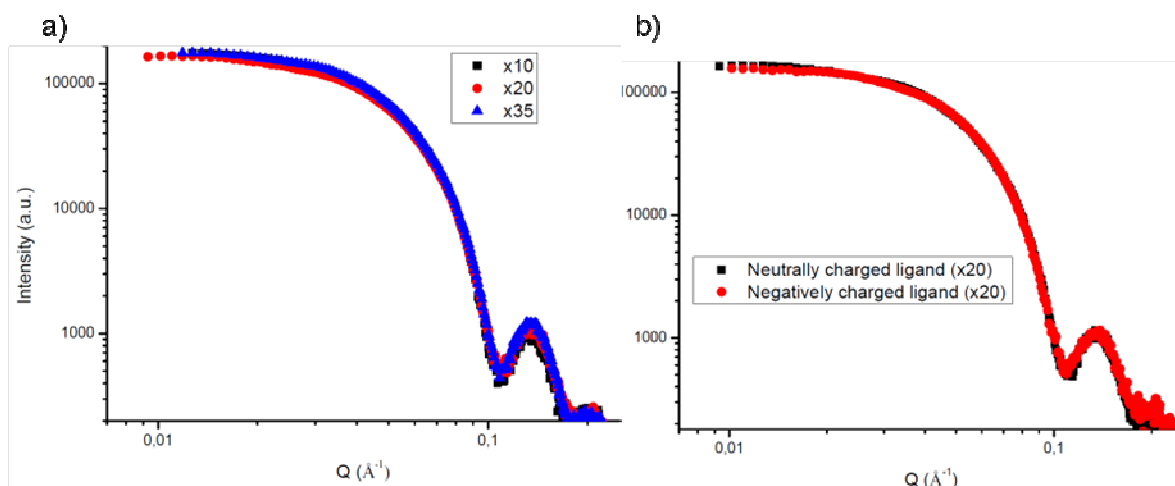 a)
b)
x10
x20
x35
100000
10000
1000
Intensity (a.u.)
0,01
0,1
Q (Å⁻¹)
Neutrally charged ligand (x20)
Negatively charged ligand (x20)
100000
10000
1000
0,01
0,1
Q (Å⁻¹)